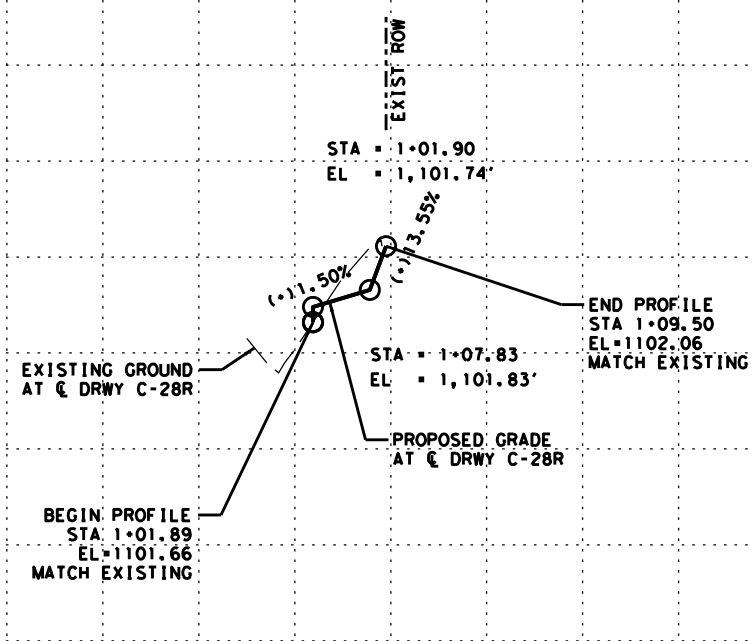 EXIST ROW
STA = 1+01.90
EL = 1,101.74'
(+)13.55%
(+)1.50%
END PROFILE
STA 1+09.50
EL=1102.06
MATCH EXISTING
STA = 1+07.83
EL = 1,101.83'
EXISTING GROUND
AT ℄ DRWY C-28R
PROPOSED GRADE
AT ℄ DRWY C-28R
BEGIN PROFILE
STA 1+01.89
EL=1101.66
MATCH EXISTING